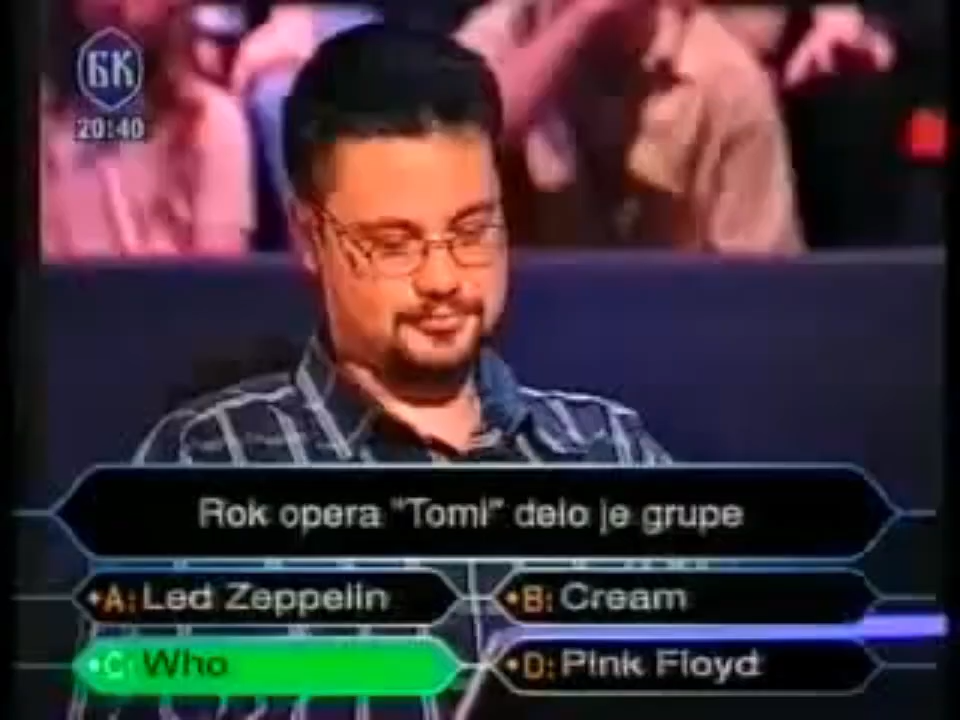 БК
20:40
Rok opera "Tomi" delo je grupe
A: Led Zeppelin
B: Cream
C: Who
D: Pink Floyd